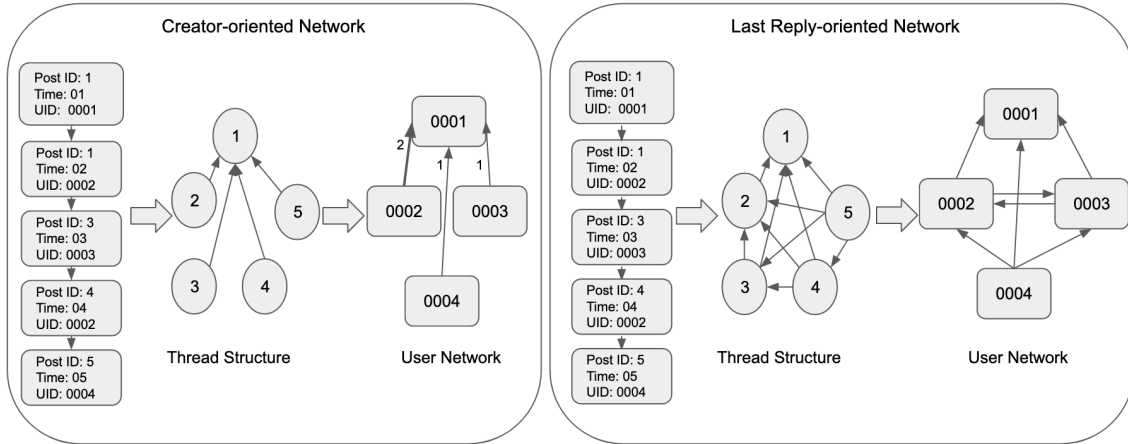 Creator-oriented Network
Post ID: 1
Time: 01
UID:  0001
Post ID: 1
Time: 02
UID:0002
Post ID: 3
Time: 03
UID:0003
Post ID: 4
Time: 04
UID:0002
Post ID: 5
Time: 05
UID: 0004
1
2
5
3
4
Thread Structure
0001
2
1
1
0002
0003
0004
User Network
Last Reply-oriented Network
Post ID: 1
Time: 01
UID:  0001
Post ID: 1
Time: 02
UID:0002
Post ID: 3
Time: 03
UID:0003
Post ID: 4
Time: 04
UID:0002
Post ID: 5
Time: 05
UID: 0004
1
2
5
3
4
Thread Structure
0001
0002
0003
0004
User Network